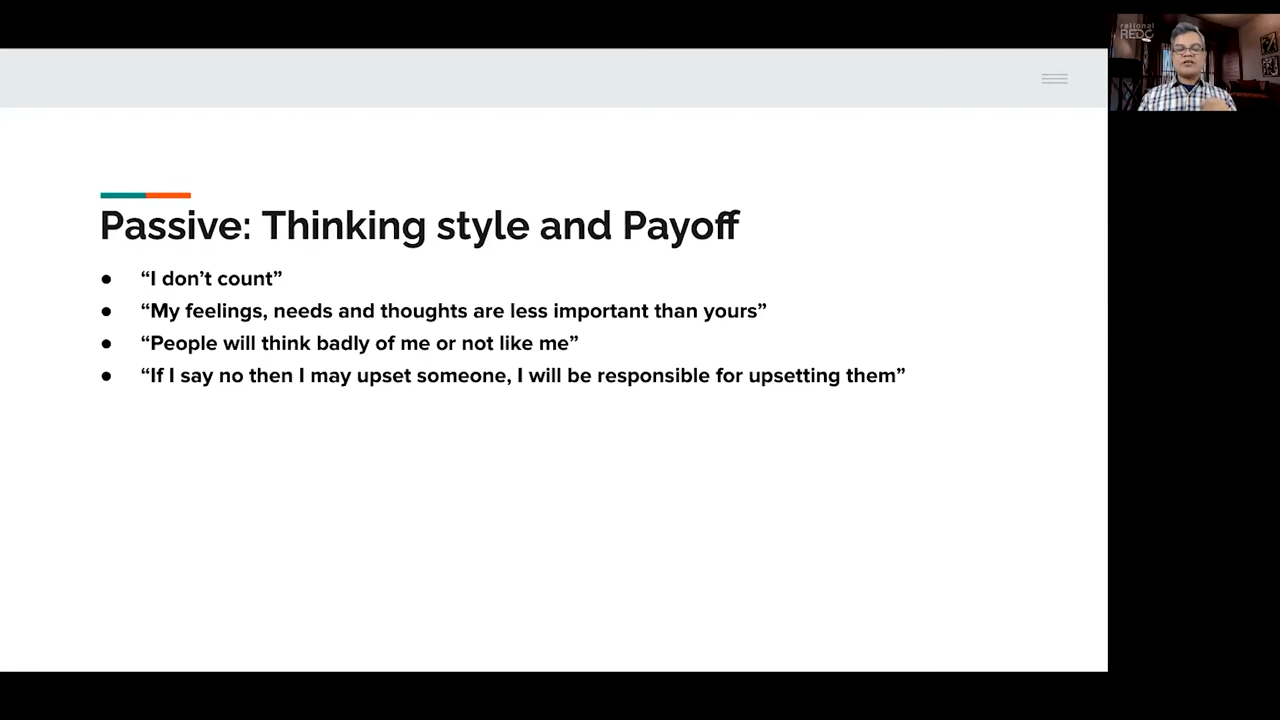 rational
REDO
Passive: Thinking style and Payoff
● “I don’t count”
● “My feelings, needs and thoughts are less important than yours”
● “People will think badly of me or not like me”
● “If I say no then I may upset someone, I will be responsible for upsetting them”